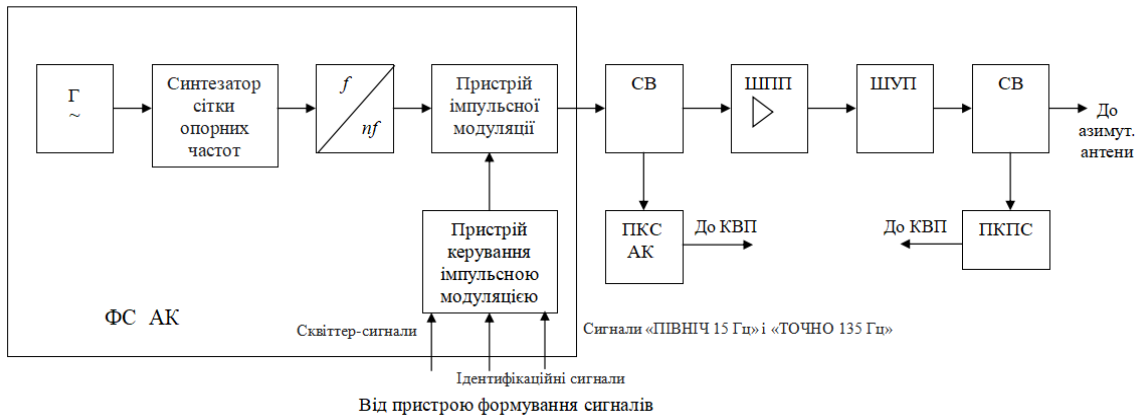 Г
~
Синтезатор
сітки
опорних
частот
f
nf
Пристрій
імпульсної
модуляції
СВ
ШПП
ШУП
СВ
До
азимут.
антени
Пристрій
керування
імпульсною
модуляцією
ПКС
АК
До КВП
До КВП
ПКПС
ФС АК
Сквіттер-сигнали
Сигнали «ПІВНІЧ 15 Гц» і «ТОЧНО 135 Гц»
Ідентифікаційні сигнали
Від пристрою формування сигналів